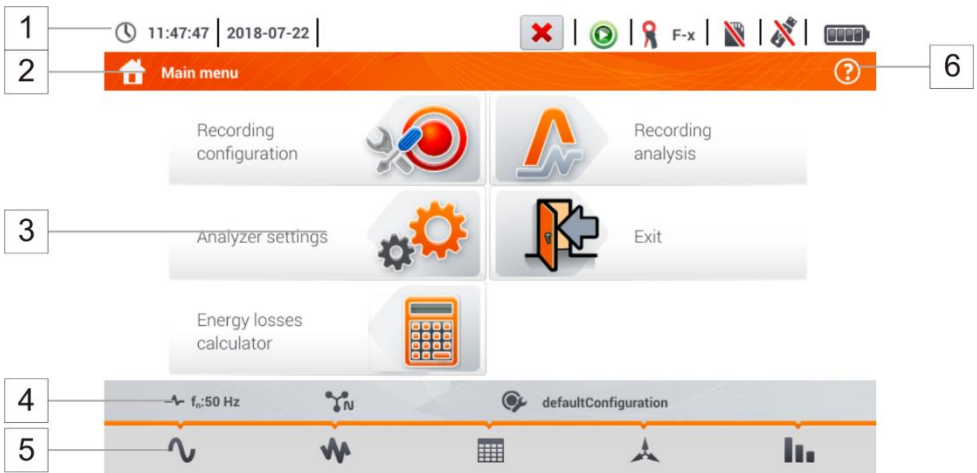 1
11:47:47 2018-07-22 F-x
2
Main menu
?
6
Recording
configuration
Recording
analysis
3
Analyzer settings
Exit
Energy losses
calculator
4
fn:50 Hz N defaultConfiguration
5